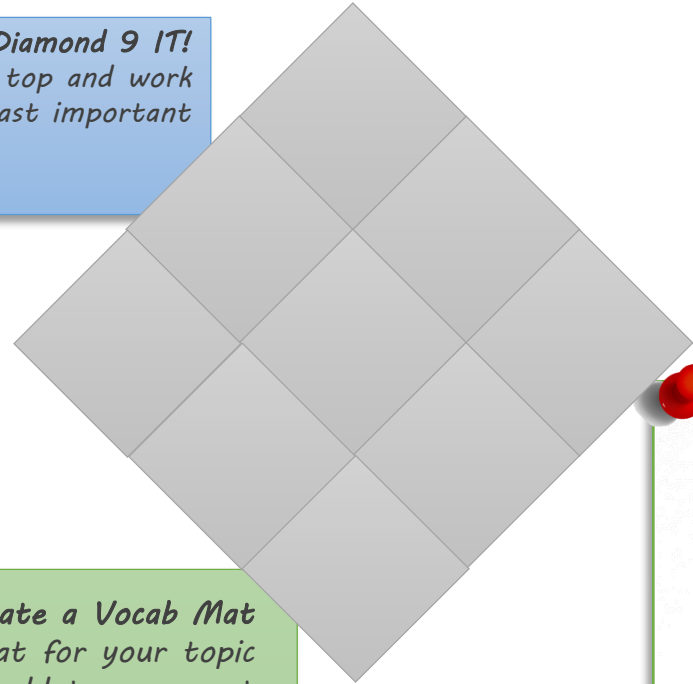 Diamond 9 IT!
top and work
ast important
ate a Vocab Mat
at for your topic